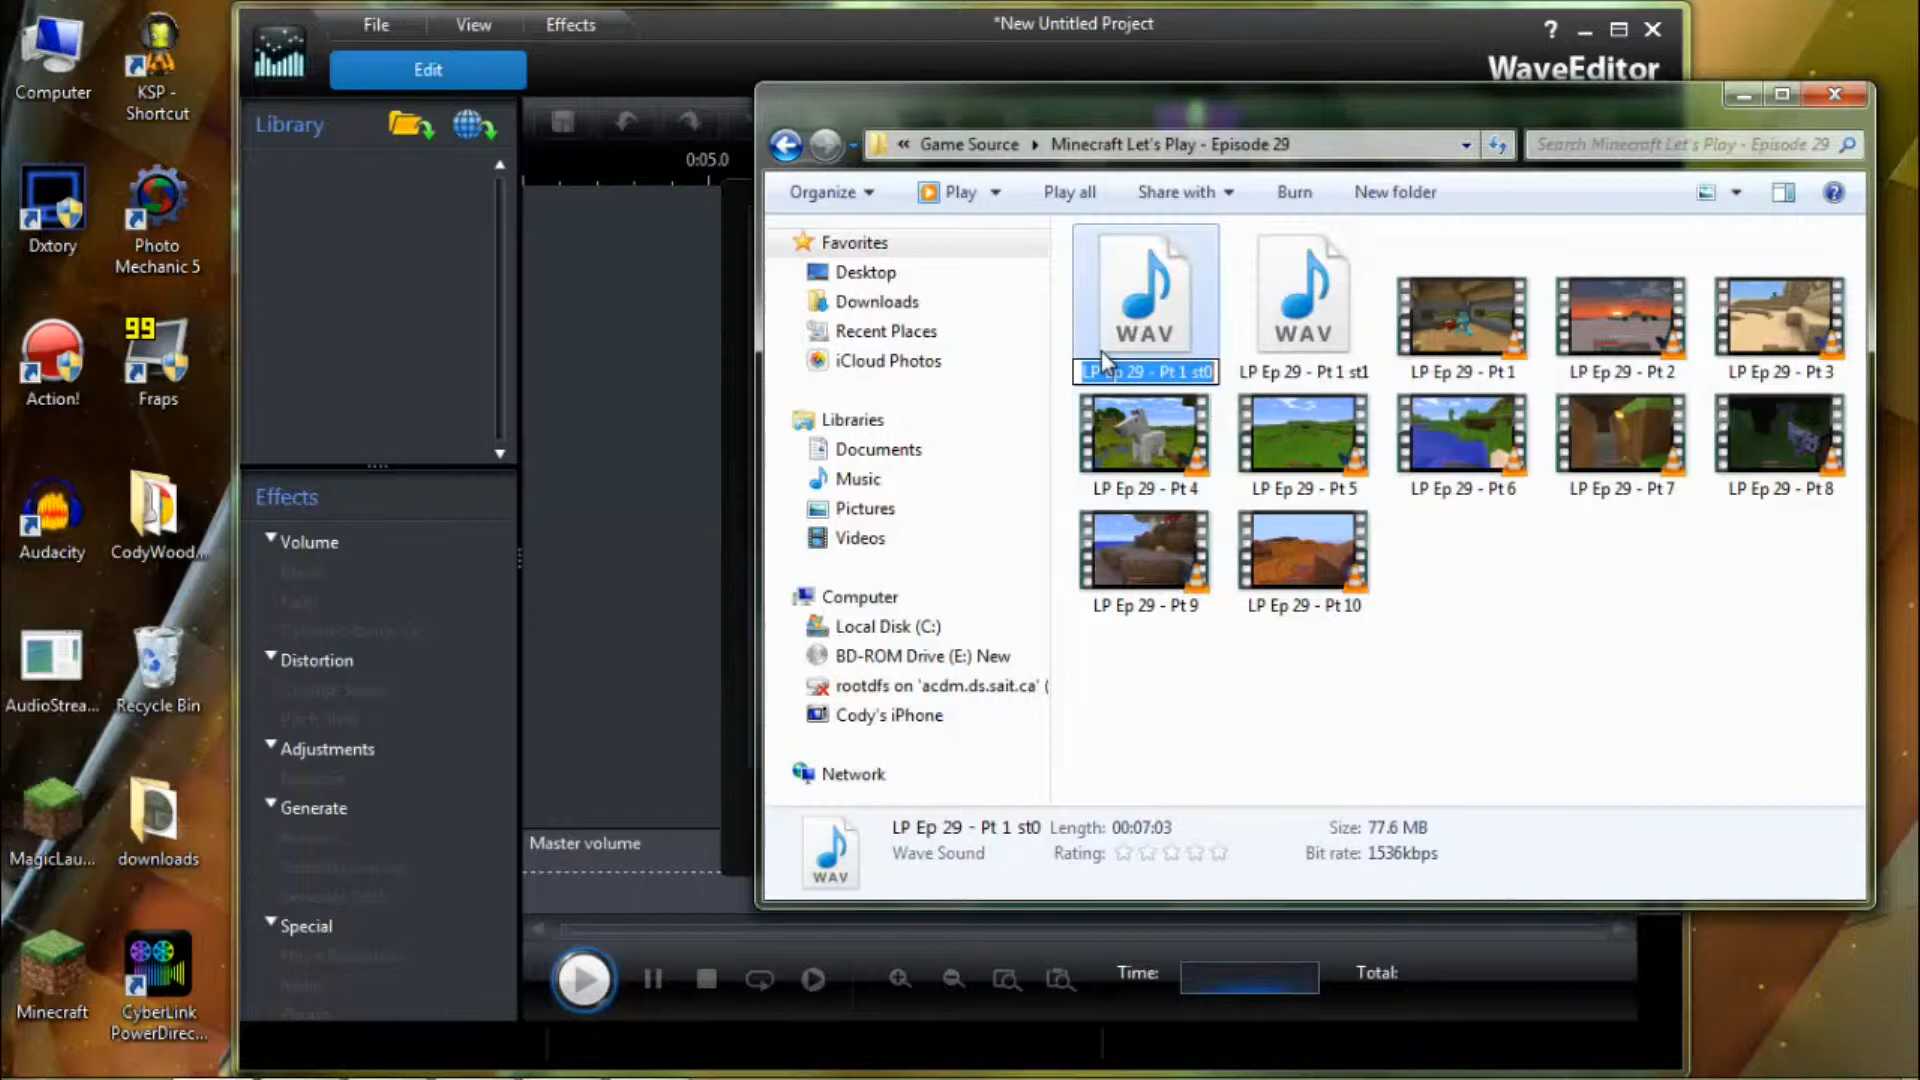 Computer
KSP -
Shortcut
Dxtory
Photo
Mechanic 5
Action!
99
Fraps
Audacity
CodyWood...
AudioStrea...
Recycle Bin
MagicLau...
downloads
Minecraft
CyberLink
PowerDirec...
File
View
Effects
*New Untitled Project
?
WaveEditor
Edit
Library
0:05.0
Effects
Volume
Distortion
Adjustments
Generate
Special
Master volume
Time:
Total:
« Game Source Minecraft Let's Play - Episode 29
Search Minecraft Let's Play - Episode 29
Organize
Play
Play all
Share with
Burn
New folder
Favorites
Desktop
Downloads
Recent Places
iCloud Photos
Libraries
Documents
Music
Pictures
Videos
Computer
Local Disk (C:)
BD-ROM Drive (E:) New
rootdfs on 'acdm.ds.sait.ca' (
Cody's iPhone
Network
WAV
WAV
LP Ep 29 - Pt 1 st0
LP Ep 29 - Pt 1 st1
LP Ep 29 - Pt 1
LP Ep 29 - Pt 2
LP Ep 29 - Pt 3
LP Ep 29 - Pt 4
LP Ep 29 - Pt 5
LP Ep 29 - Pt 6
LP Ep 29 - Pt 7
LP Ep 29 - Pt 8
LP Ep 29 - Pt 9
LP Ep 29 - Pt 10
WAV
LP Ep 29 - Pt 1 st0 Length: 00:07:03 Size: 77.6 MB
Wave Sound Rating: Bit rate: 1536kbps